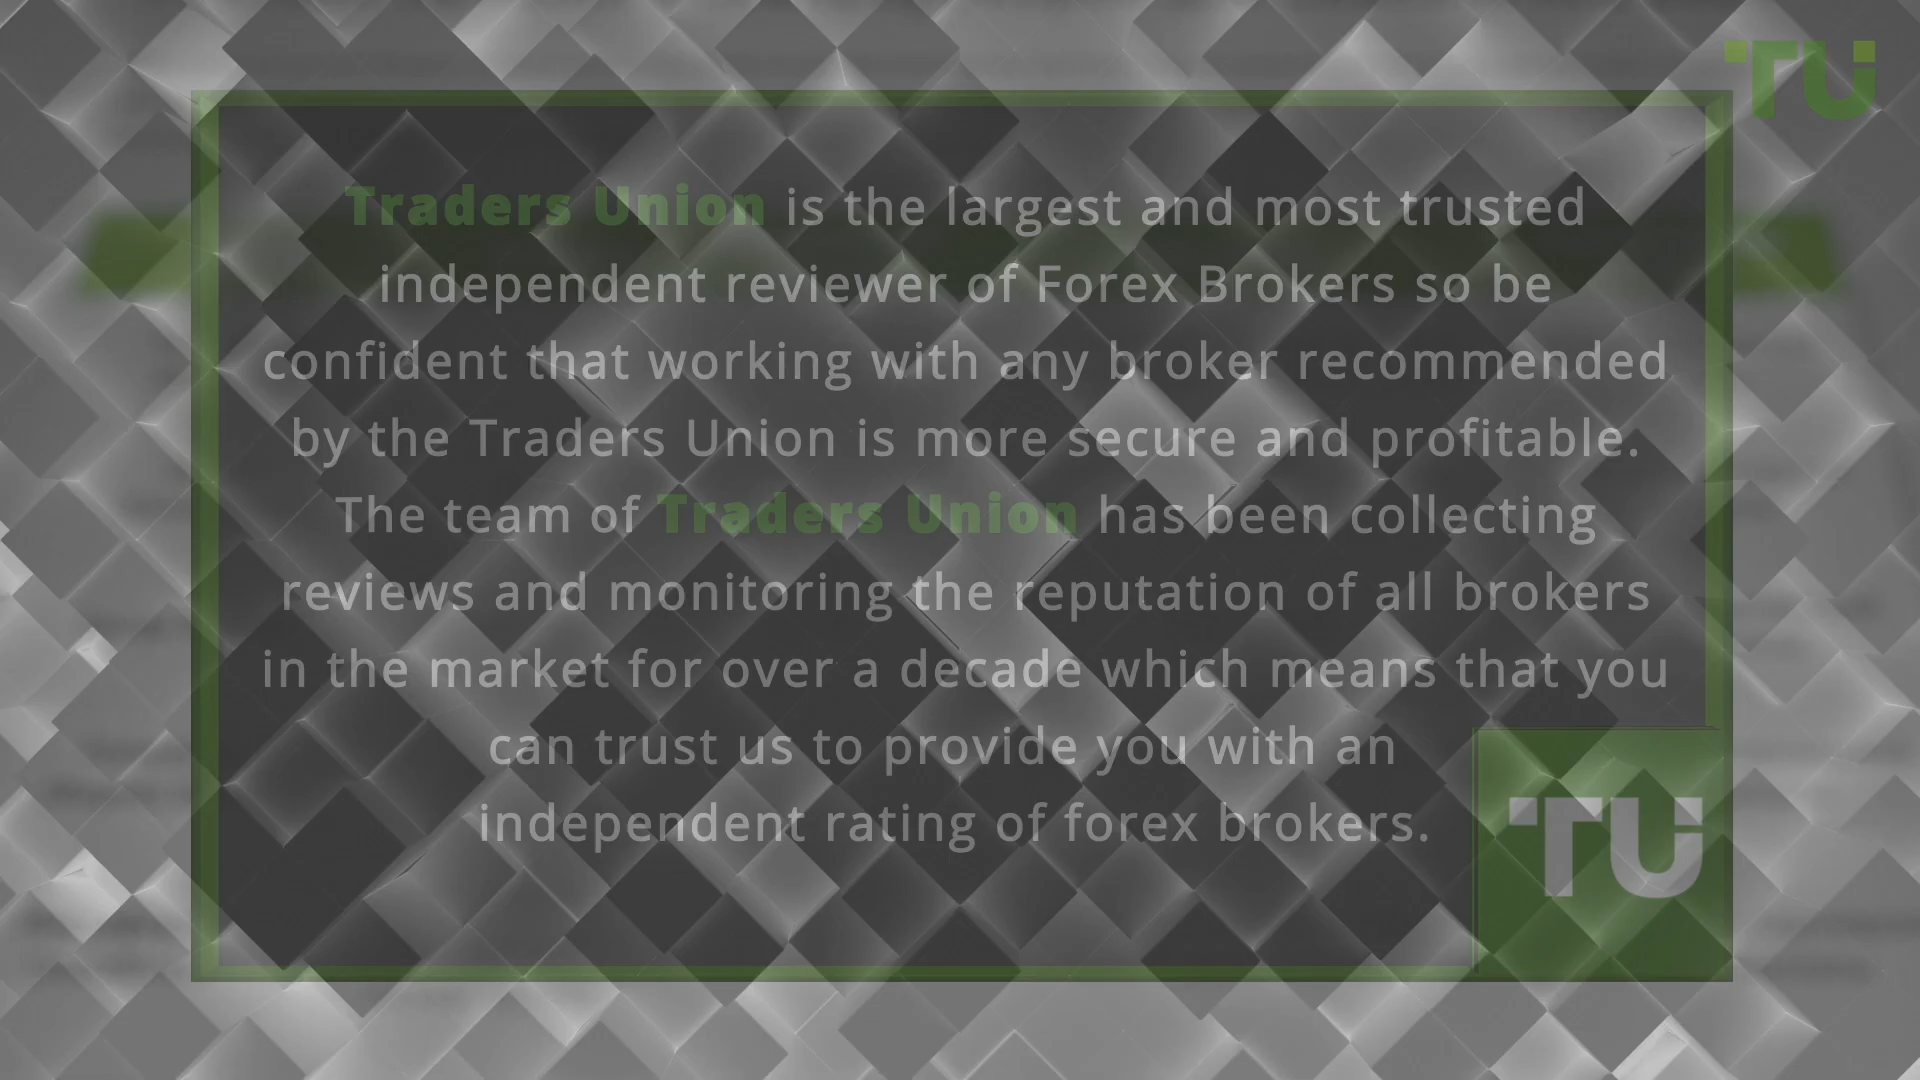 TU
Traders Union is the largest and most trusted
independent reviewer of Forex Brokers so be
confident that working with any broker recommended
by the Traders Union is more secure and profitable.
The team of Traders Union has been collecting
reviews and monitoring the reputation of all brokers
in the market for over a decade which means that you
can trust us to provide you with an
independent rating of forex brokers.
TU